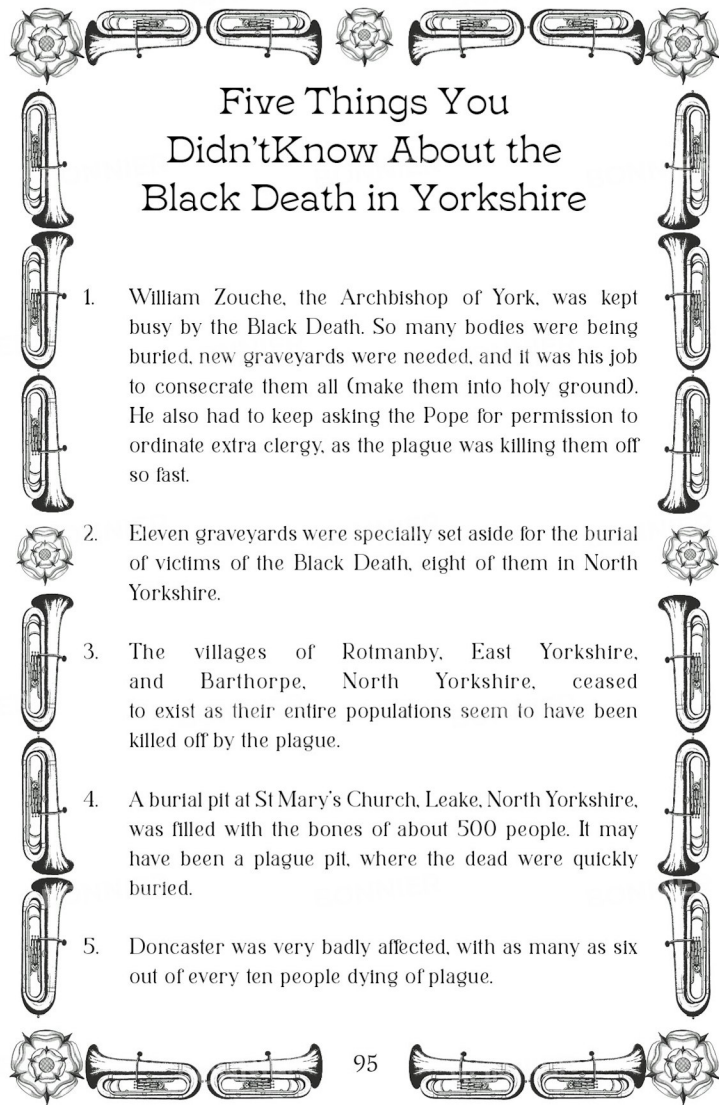 Five Things You
Didn'tKnow About the
Black Death in Yorkshire
1. William Zouche, the Archbishop of York, was kept
busy by the Black Death. So many bodies were being
buried, new graveyards were needed, and it was his job
to consecrate them all (make them into holy ground).
He also had to keep asking the Pope for permission to
ordinate extra clergy, as the plague was killing them off
so fast.
2. Eleven graveyards were specially set aside for the burial
of victims of the Black Death, eight of them in North
Yorkshire.
3. The villages of Rotmanby, East Yorkshire,
and Barthorpe, North Yorkshire, ceased
to exist as their entire populations seem to have been
killed off by the plague.
4. A burial pit at St Mary's Church, Leake, North Yorkshire,
was filled with the bones of about 500 people. It may
have been a plague pit, where the dead were quickly
buried.
5. Doncaster was very badly affected, with as many as six
out of every ten people dying of plague.
95